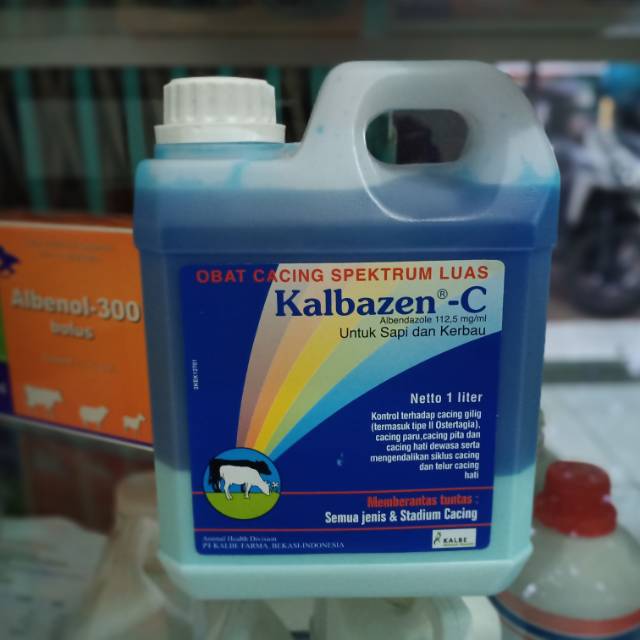 OBAT CACING SPEKTRUM LUAS
Kalbazen®-C
Albendazole 112,5 mg/ml
Untuk Sapi dan Kerbau
Netto 1 liter
Kontrol terhadap cacing gilig
(termasuk tipe II Ostertagia),
cacing paru,cacing pita dan
cacing hati dewasa serta
mengendalikan siklus cacing
dan telur cacing
hati
Memberantas tuntas :
Semua jenis & Stadium Cacing
Animal Health Division
PT KALBE FARMA, BEKASI-INDONESIA
KALBE
Albenol-300
bolus